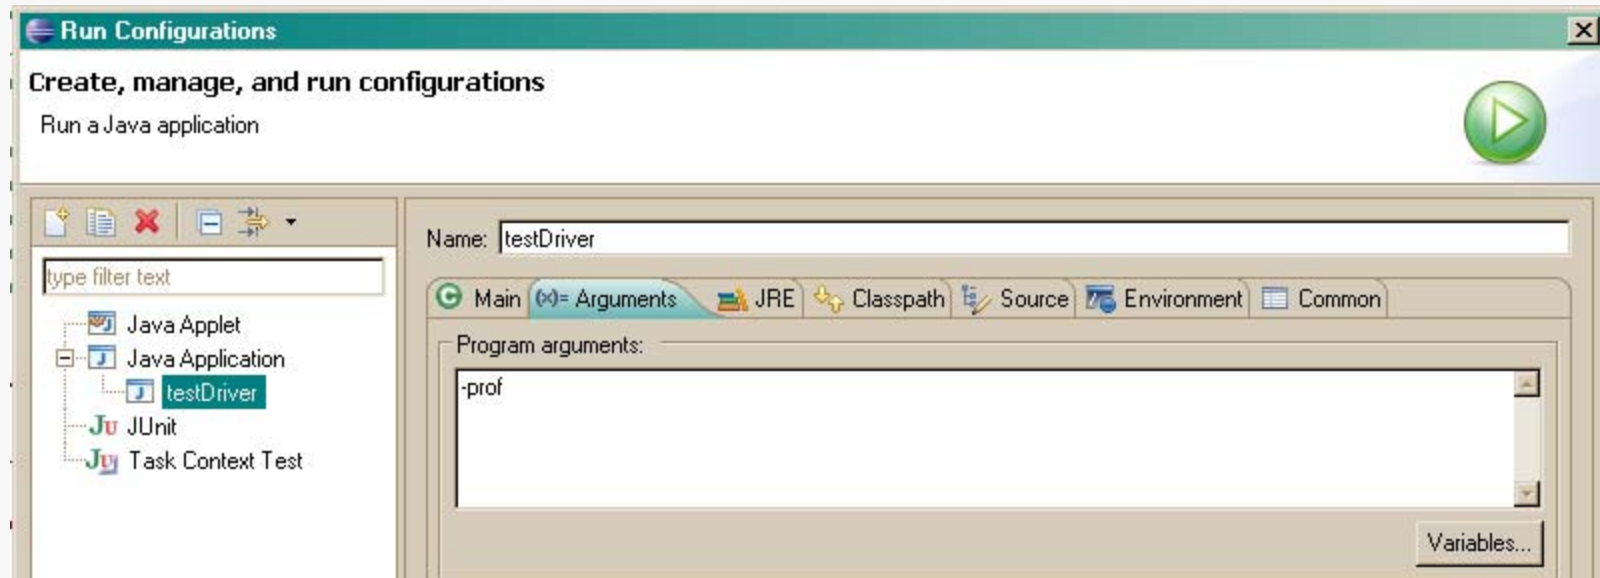 Run Configurations
Create, manage, and run configurations
Run a Java application
type filter text
Java Applet
Java Application
testDriver
JUnit
Task Context Test
Name: testDriver
Main (x)= Arguments JRE Classpath Source Environment Common
Program arguments:
-prof
Variables...